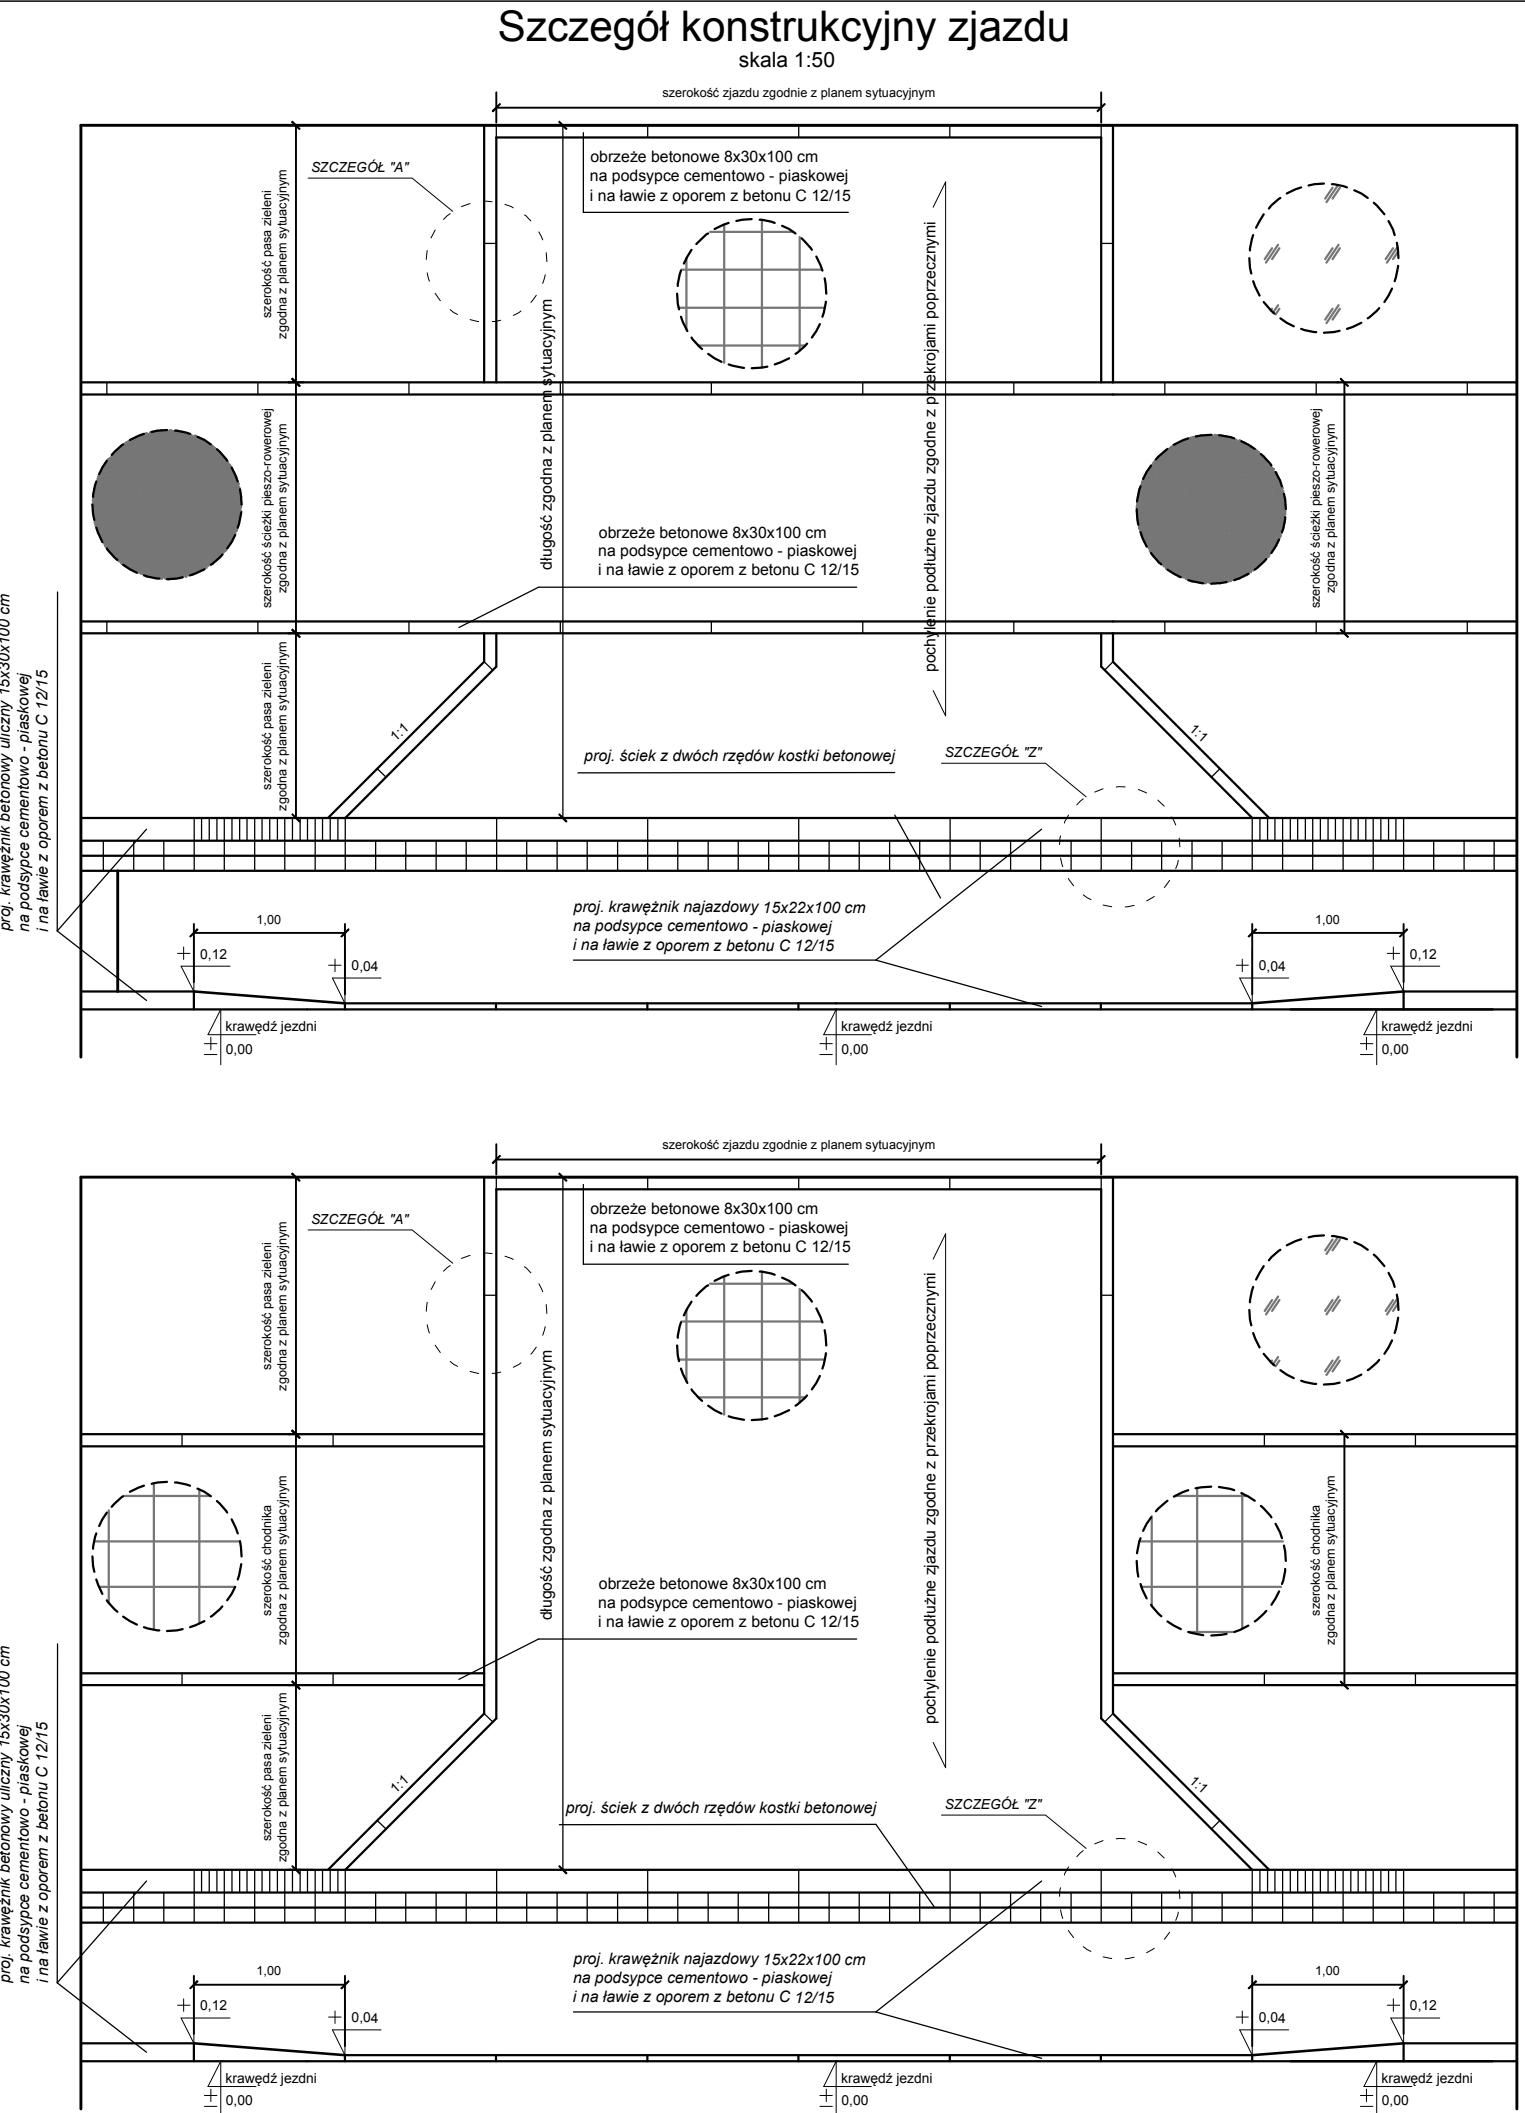 Szczegół konstrukcyjny zjazdu
skala 1:50
szerokość zjazdu zgodnie z planem sytuacyjnym
SZCZEGÓŁ "A"
obrzeże betonowe 8x30x100 cm
na podsypce cementowo - piaskowej
i na ławie z oporem z betonu C 12/15
szerokość pasa zieleni
zgodna z planem sytuacyjnym
długość zgodna z planem sytuacyjnym
pochylenie podłużne zjazdu zgodne z przekrojami poprzecznymi
szerokość ścieżki pieszo-rowerowej
zgodna z planem sytuacyjnym
szerokość ścieżki pieszo-rowerowej
zgodna z planem sytuacyjnym
obrzeże betonowe 8x30x100 cm
na podsypce cementowo - piaskowej
i na ławie z oporem z betonu C 12/15
proj. krawężnik betonowy uliczny 15x30x100 cm
na podsypce cementowo - piaskowej
i na ławie z oporem z betonu C 12/15
szerokość pasa zieleni
zgodna z planem sytuacyjnym
1:1
1:1
proj. ściek z dwóch rzędów kostki betonowej
SZCZEGÓŁ "Z"
proj. krawężnik najazdowy 15x22x100 cm
na podsypce cementowo - piaskowej
i na ławie z oporem z betonu C 12/15
1,00
1,00
+ 0,12
+ 0,04
+ 0,04
+ 0,12
krawędź jezdni
± 0,00
krawędź jezdni
± 0,00
krawędź jezdni
± 0,00
szerokość zjazdu zgodnie z planem sytuacyjnym
SZCZEGÓŁ "A"
obrzeże betonowe 8x30x100 cm
na podsypce cementowo - piaskowej
i na ławie z oporem z betonu C 12/15
szerokość pasa zieleni
zgodna z planem sytuacyjnym
długość zgodna z planem sytuacyjnym
pochylenie podłużne zjazdu zgodne z przekrojami poprzecznymi
szerokość chodnika
zgodna z planem sytuacyjnym
szerokość chodnika
zgodna z planem sytuacyjnym
obrzeże betonowe 8x30x100 cm
na podsypce cementowo - piaskowej
i na ławie z oporem z betonu C 12/15
proj. krawężnik betonowy uliczny 15x30x100 cm
na podsypce cementowo - piaskowej
i na ławie z oporem z betonu C 12/15
szerokość pasa zieleni
zgodna z planem sytuacyjnym
1:1
1:1
proj. ściek z dwóch rzędów kostki betonowej
SZCZEGÓŁ "Z"
proj. krawężnik najazdowy 15x22x100 cm
na podsypce cementowo - piaskowej
i na ławie z oporem z betonu C 12/15
1,00
1,00
+ 0,12
+ 0,04
+ 0,04
+ 0,12
krawędź jezdni
± 0,00
krawędź jezdni
± 0,00
krawędź jezdni
± 0,00